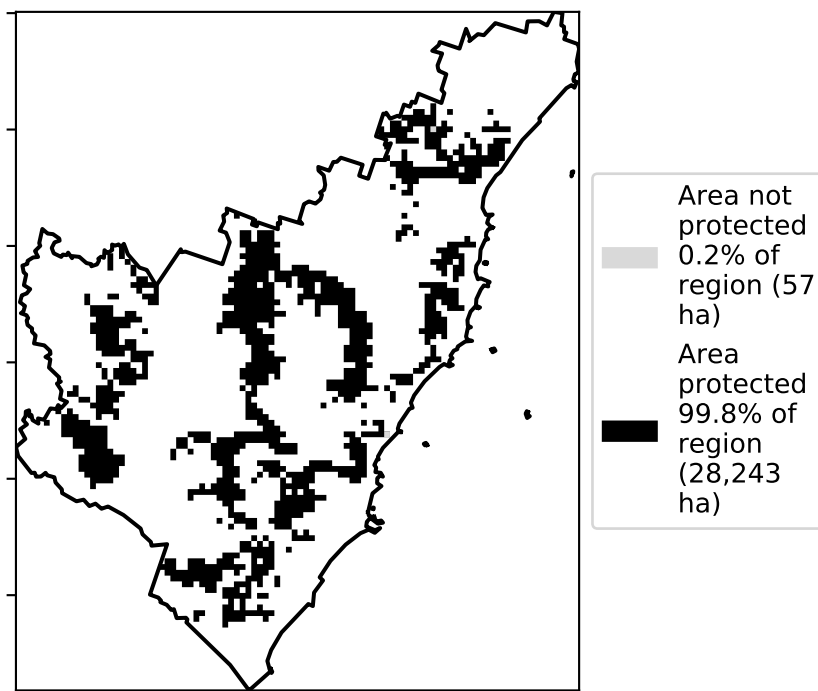 Area not
protected
0.2% of
region (57
ha)
Area
protected
99.8% of
region
(28,243
ha)